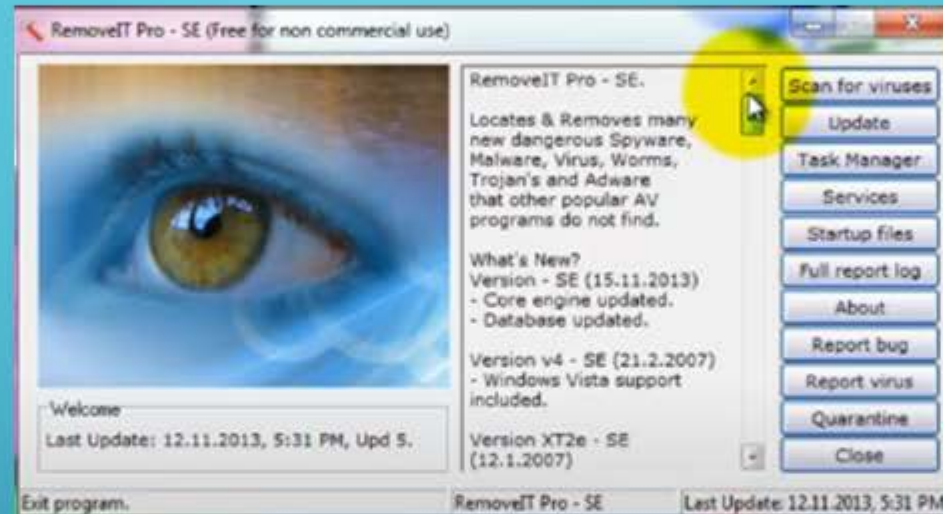 RemoveIT Pro - SE (Free for non commercial use)
RemoveIT Pro - SE.
Locates & Removes many
new dangerous Spyware,
Malware, Virus, Worms,
Trojan's and Adware
that other popular AV
programs do not find.
What's New?
Version - SE (15.11.2013)
- Core engine updated.
- Database updated.
Version v4 - SE (21.2.2007)
- Windows Vista support
included.
Version XT2e - SE
(12.1.2007)
Scan for viruses
Update
Task Manager
Services
Startup files
Full report log
About
Report bug
Report virus
Quarantine
Close
Welcome
Last Update: 12.11.2013, 5:31 PM, Upd 5.
Exit program.
RemoveIT Pro - SE
Last Update: 12.11.2013, 5:31 PM